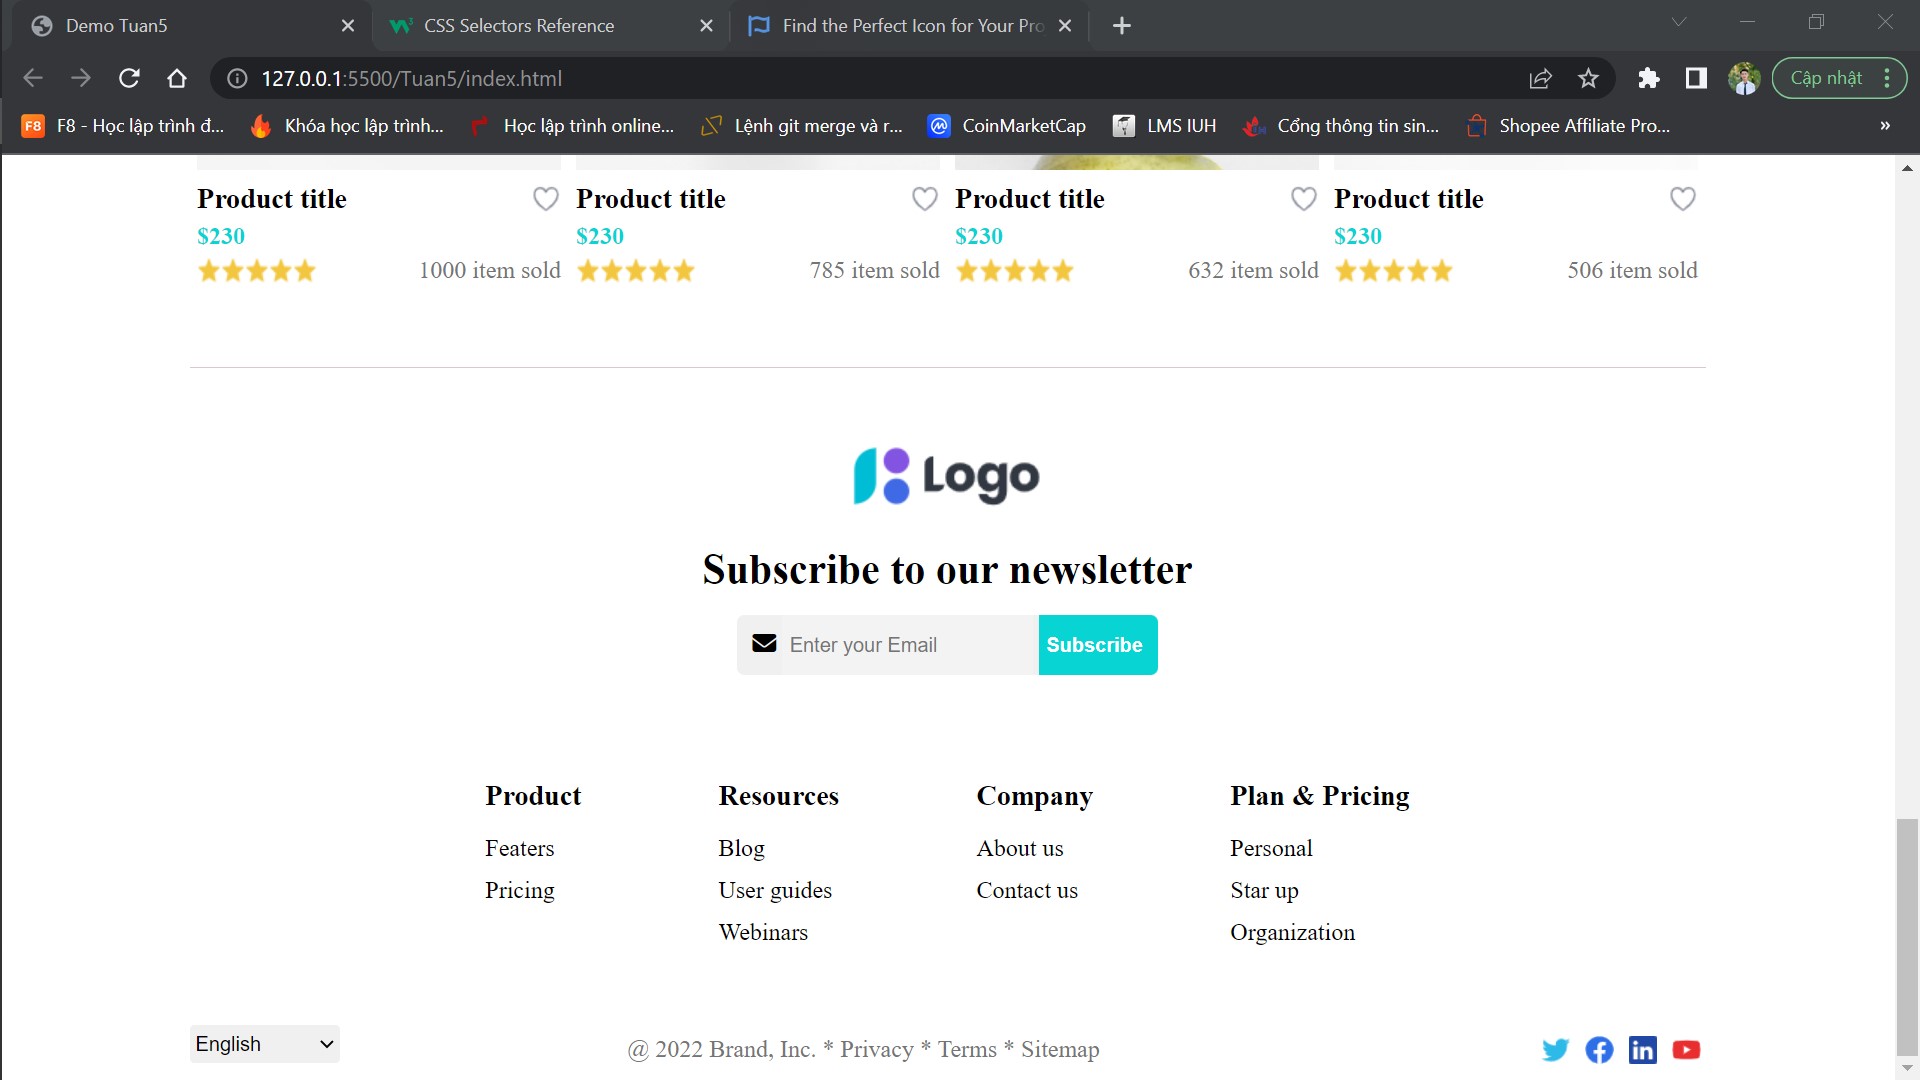 Demo Tuan5
CSS Selectors Reference
Find the Perfect Icon for Your Pro
127.0.0.1:5500/Tuan5/index.html
Cập nhật
F8
F8 - Học lập trình đ...
Khóa học lập trình...
Học lập trình online...
Lệnh git merge và r...
CoinMarketCap
LMS IUH
Cổng thông tin sin...
Shopee Affiliate Pro...
»
Product title
Product title
Product title
Product title
$230
$230
$230
$230
1000 item sold
785 item sold
632 item sold
506 item sold
Logo
Subscribe to our newsletter
Enter your Email
Subscribe
Product
Resources
Company
Plan & Pricing
Featers
Blog
About us
Personal
Pricing
User guides
Contact us
Star up
Webinars
Organization
English
@ 2022 Brand, Inc. * Privacy * Terms * Sitemap
in